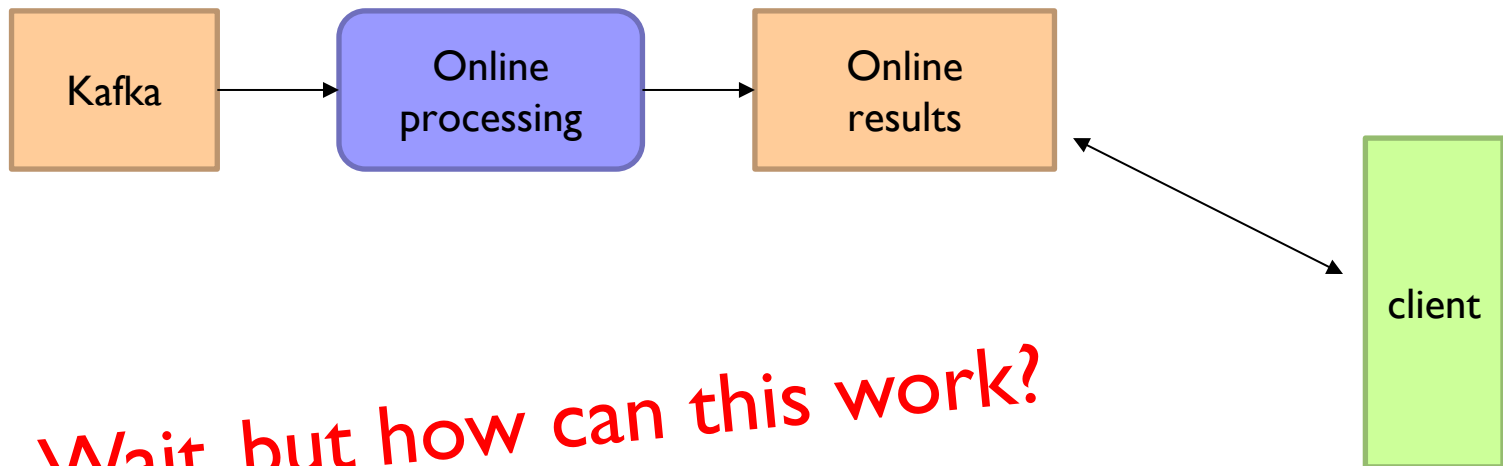 Kafka
Online
processing
Online
results
client
Wait, but how can this work?